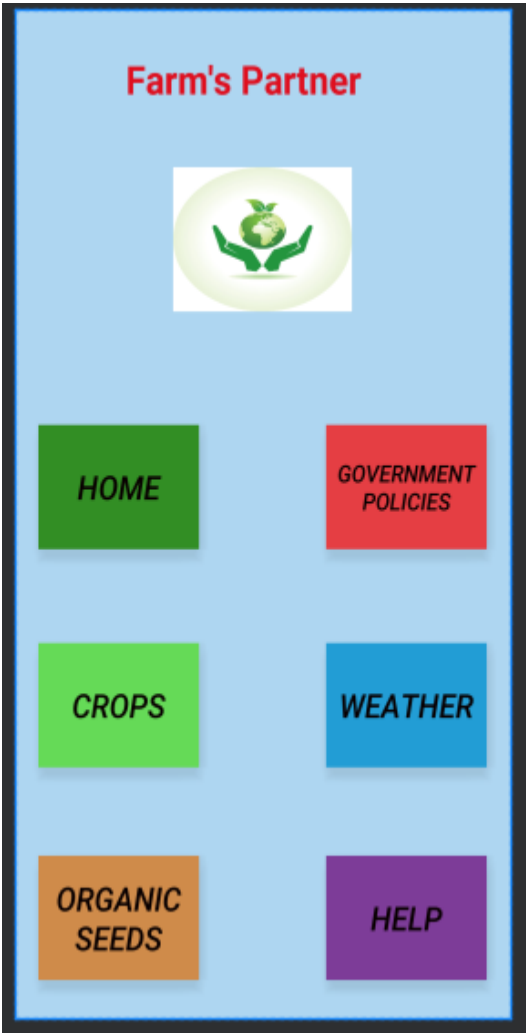 Farm's Partner
HOME
GOVERNMENT
POLICIES
CROPS
WEATHER
ORGANIC
SEEDS
HELP